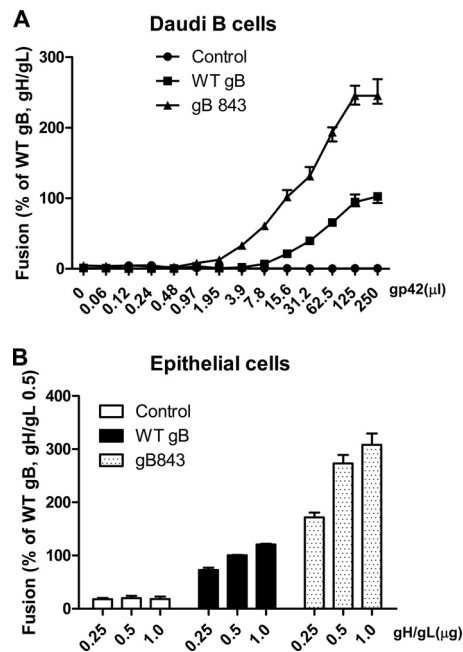 A
Daudi B cells
Control
WT gB
gB 843
Fusion (% of WT gB, gH/gL)
300
200
100
0
0 0.06 0.12 0.24 0.48 0.97 1.95 3.9 7.8 15.6 31.2 62.5 125 250 gp42(µl)
B
Epithelial cells
Control
WT gB
gB843
Fusion (% of WT gB, gH/gL 0.5)
400
300
200
100
0
0.25 0.5 1.0 0.25 0.5 1.0 0.25 0.5 1.0 gH/gL(µg)